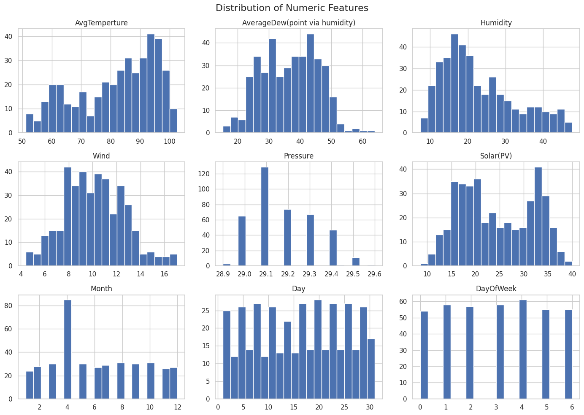 Distribution of Numeric Features
AvgTemperture AverageDew(point via humidity) Humidity
40 30 20 10 0
50 60 70 80 90 100
40 30 20 10 0
20 30 40 50 60
40 30 20 10 0
10 20 30 40
Wind Pressure Solar(PV)
40 30 20 10 0
4 6 8 10 12 14 16
120 100 80 60 40 20 0
28.9 29.0 29.1 29.2 29.3 29.4 29.5 29.6
40 30 20 10 0
10 15 20 25 30 35 40
Month Day DayOfWeek
80 60 40 20 0
2 4 6 8 10 12
25 20 15 10 5 0
0 5 10 15 20 25 30
60 50 40 30 20 10 0
0 1 2 3 4 5 6